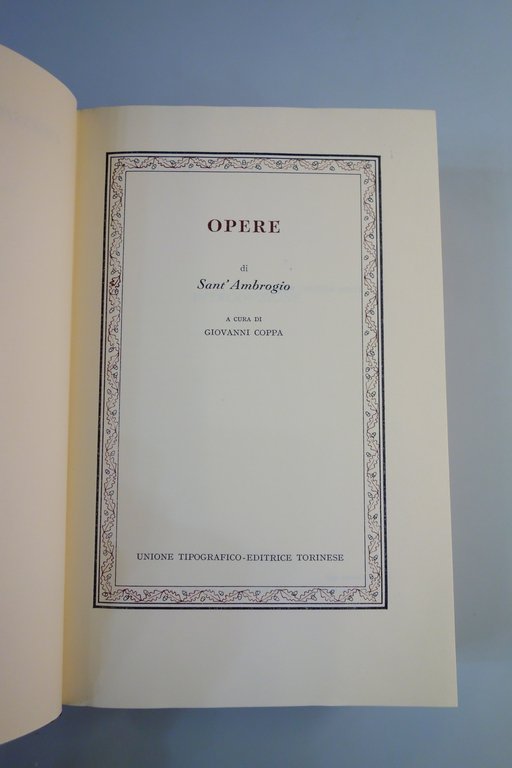 OPERE
di
Sant' Ambrogio
A CURA DI
GIOVANNI COPPA
UNIONE TIPOGRAFICO-EDITRICE TORINESE